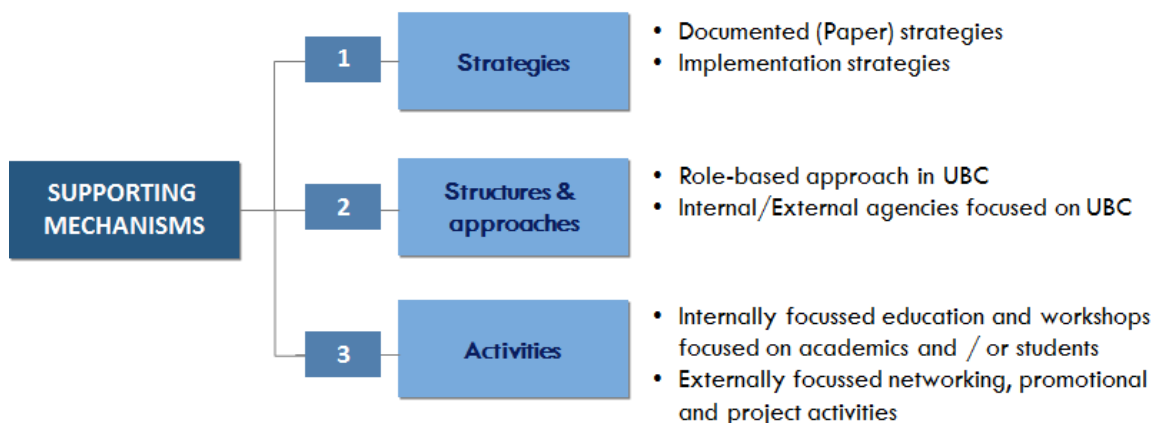 SUPPORTING
MECHANISMS
1
Strategies
• Documented (Paper) strategies
• Implementation strategies
2
Structures &
approaches
• Role-based approach in UBC
• Internal/External agencies focused on UBC
3
Activities
• Internally focussed education and workshops
focused on academics and / or students
• Externally focussed networking, promotional
and project activities